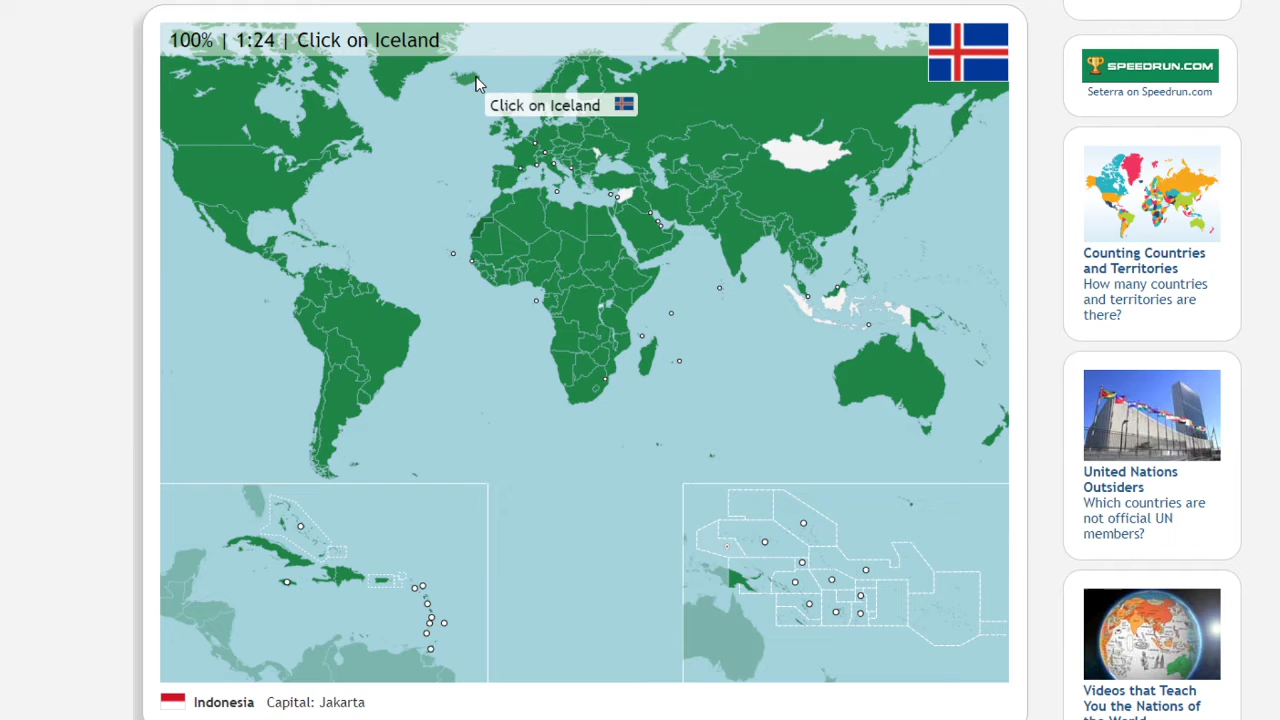 100% | 1:24 | Click on Iceland
Click on Iceland
Indonesia Capital: Jakarta
SPEEDRUN.COM
Seterra on Speedrun.com
Counting Countries
and Territories
How many countries
and territories are
there?
United Nations
Outsiders
Which countries are
not official UN
members?
Videos that Teach
You the Nations of